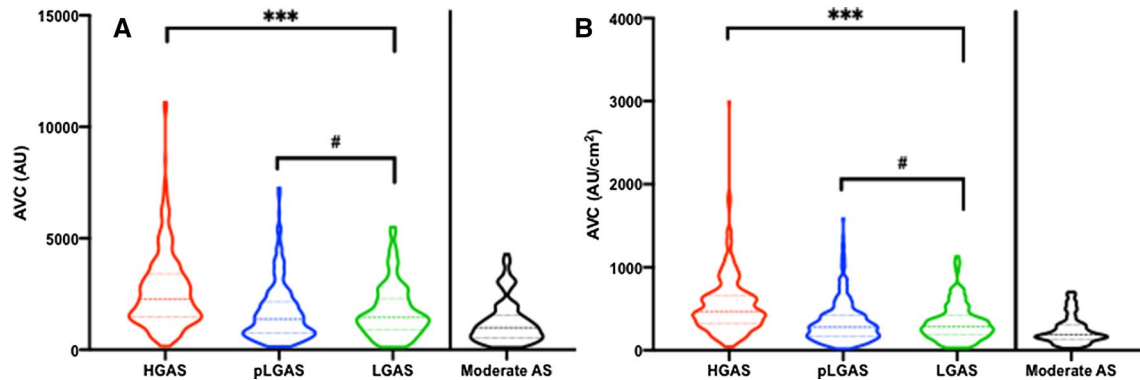 A
B
***
***
#
#
AVC (AU)
15000
10000
5000
0
HGAS pLGAS LGAS Moderate AS
AVC (AU/cm²)
4000
3000
2000
1000
0
HGAS pLGAS LGAS Moderate AS